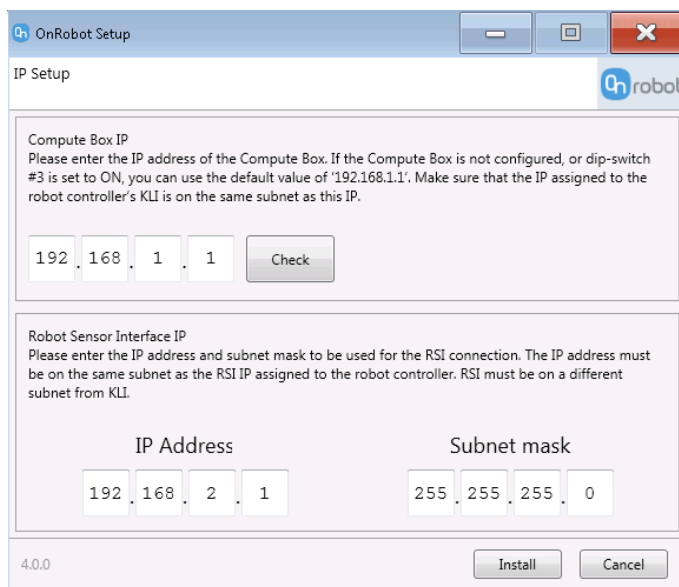 OnRobot Setup
IP Setup
On robot
Compute Box IP
Please enter the IP address of the Compute Box. If the Compute Box is not configured, or dip-switch
#3 is set to ON, you can use the default value of '192.168.1.1'. Make sure that the IP assigned to the
robot controller's KLI is on the same subnet as this IP.
192 . 168 . 1 . 1 Check
Robot Sensor Interface IP
Please enter the IP address and subnet mask to be used for the RSI connection. The IP address must
be on the same subnet as the RSI IP assigned to the robot controller. RSI must be on a different
subnet from KLI.
IP Address Subnet mask
192 . 168 . 2 . 1 255 . 255 . 255 . 0
4.0.0 Install Cancel